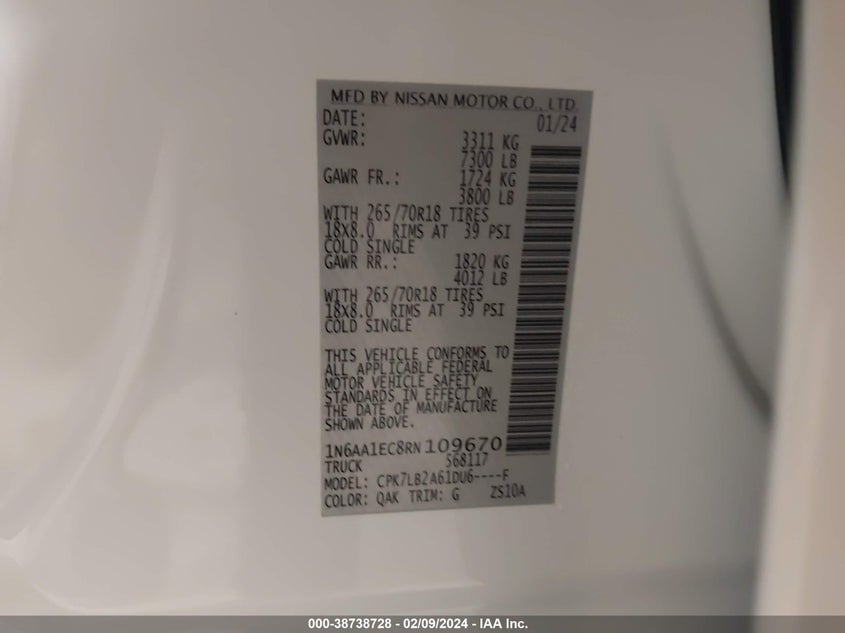 MFD BY NISSAN MOTOR CO., LTD.
DATE: 01/24
GVWR: 3311 KG
7300 LB
GAWR FR.: 1724 KG
3800 LB
WITH 265/70R18 TIRES
18X8.0 RIMS AT 39 PSI
COLD SINGLE
GAWR RR.: 1820 KG
4012 LB
WITH 265/70R18 TIRES
18X8.0 RIMS AT 39 PSI
COLD SINGLE
THIS VEHICLE CONFORMS TO
ALL APPLICABLE FEDERAL
MOTOR VEHICLE SAFETY
STANDARDS IN EFFECT ON
THE DATE OF MANUFACTURE
SHOWN ABOVE.
1N6AA1EC8RN109670
TRUCK 568117
MODEL: CPK7LB2A61DU6----F
COLOR: QAK TRIM: G ZS10A
000-38738728 - 02/09/2024 - IAA Inc.